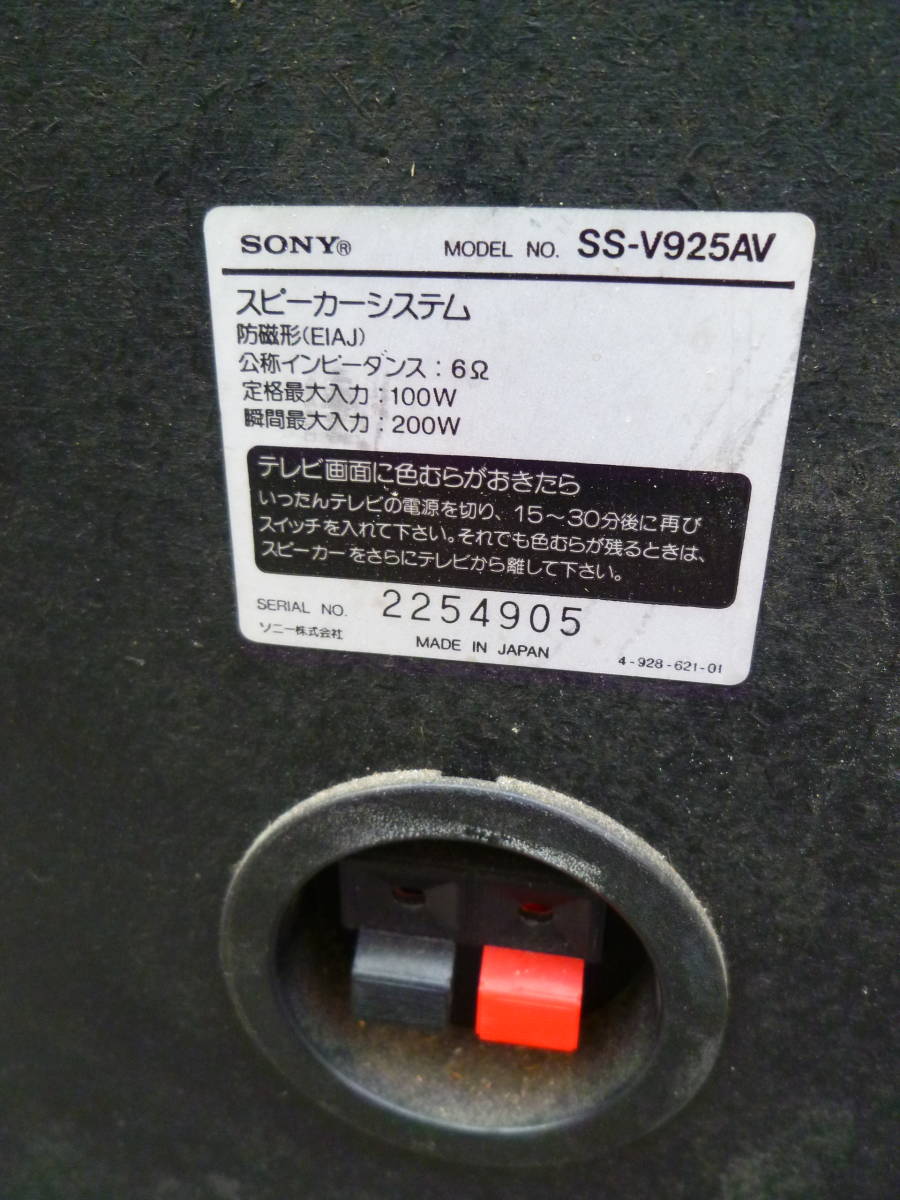 SONY® MODEL NO. SS-V925AV
スピーカーシステム
防磁形(EIAJ)
公称インピーダンス：6Ω
定格最大入力：100W
瞬間最大入力：200W
テレビ画面に色むらがおきたら
いったんテレビの電源を切り、15〜30分後に再び
スイッチを入れて下さい。それでも色むらが残るときは、
スピーカーをさらにテレビから離して下さい。
SERIAL NO. 2254905
ソニー株式会社 MADE IN JAPAN 4-928-621-01